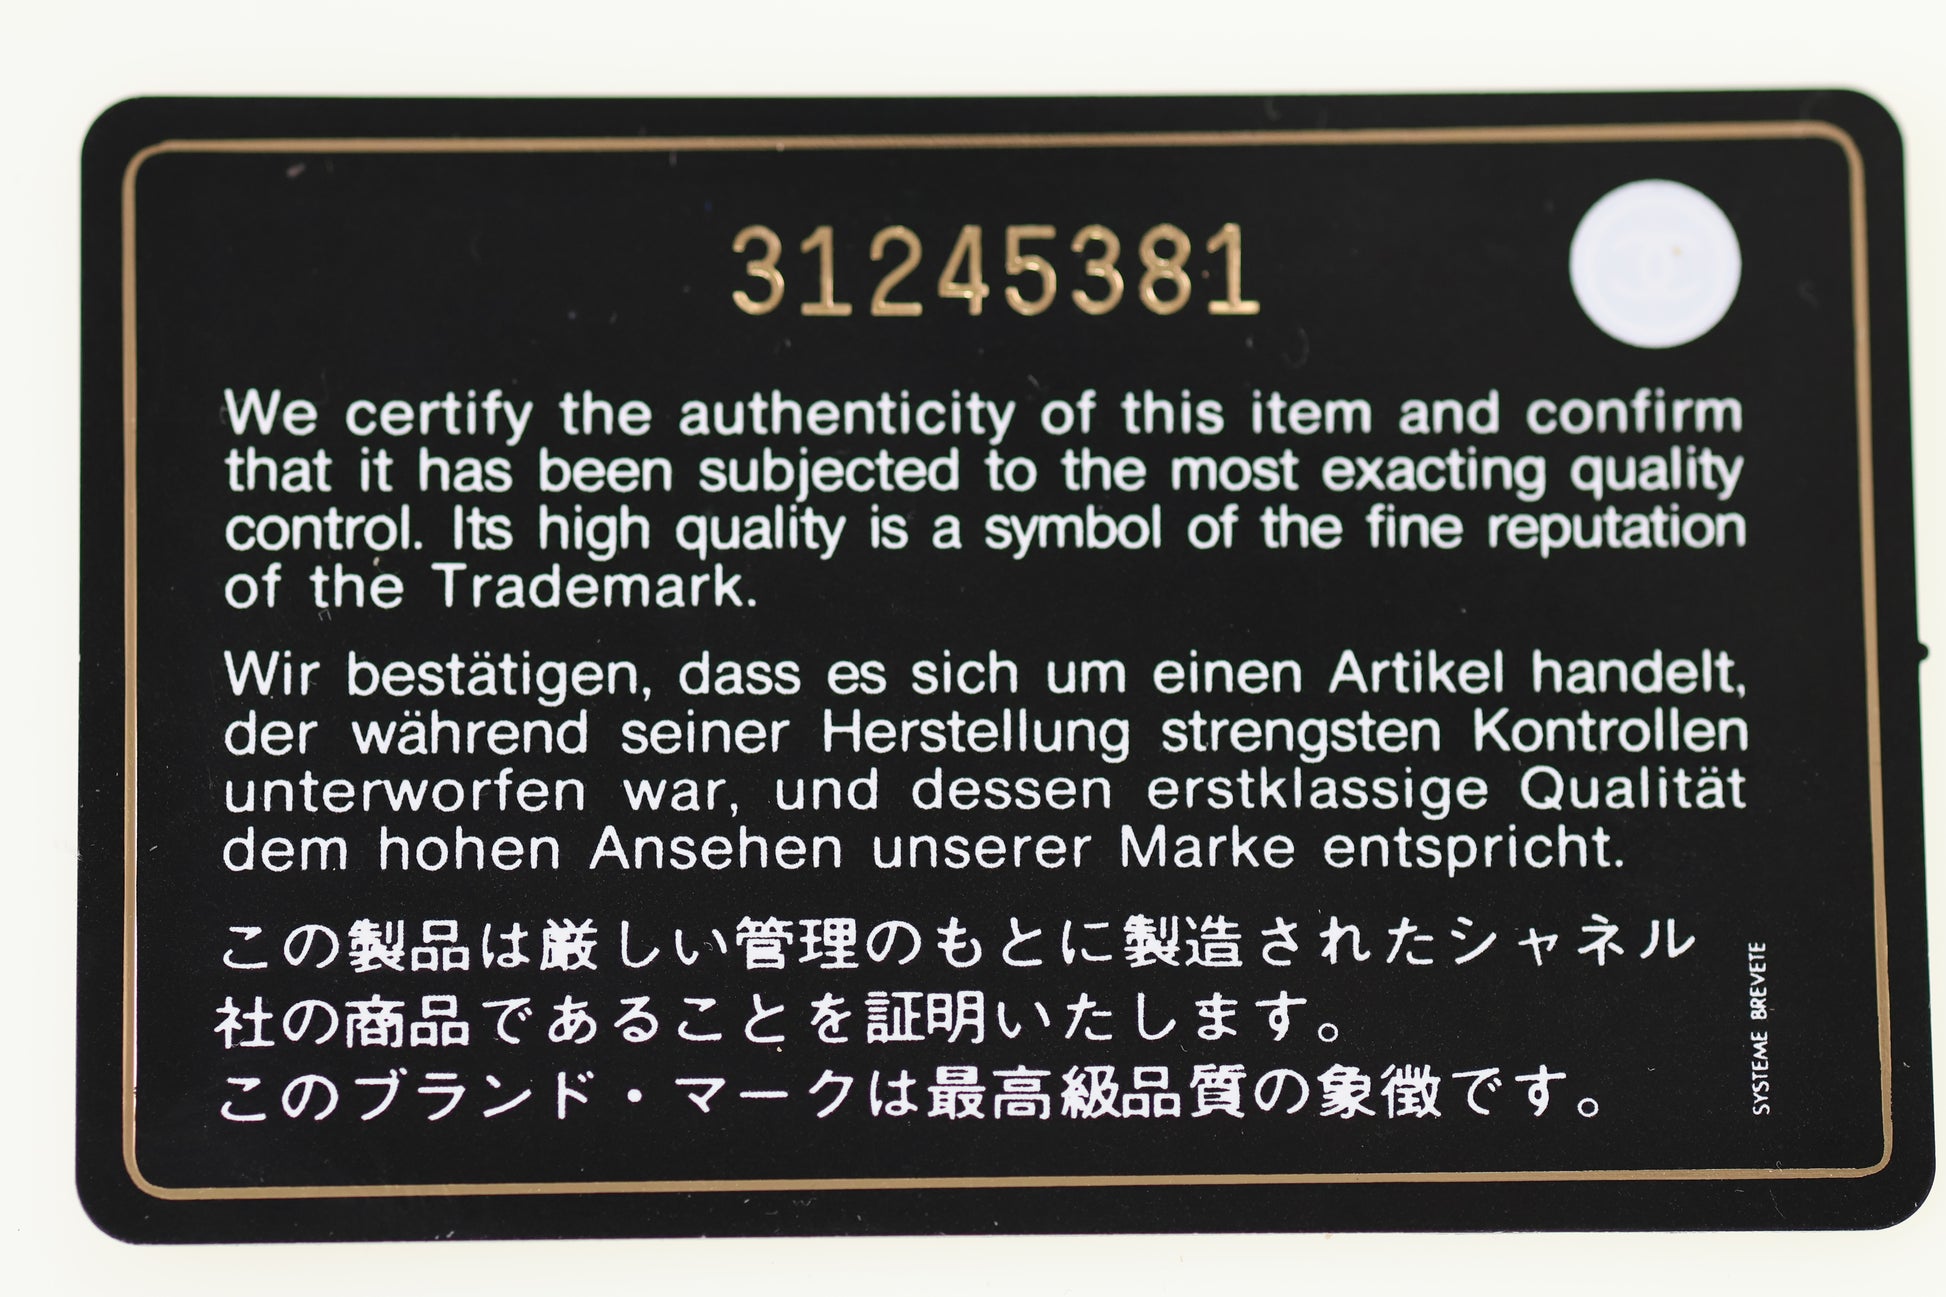 31245381
We certify the authenticity of this item and confirm
that it has been subjected to the most exacting quality
control. Its high quality is a symbol of the fine reputation
of the Trademark.
Wir bestätigen, dass es sich um einen Artikel handelt,
der während seiner Herstellung strengsten Kontrollen
unterworfen war, und dessen erstklassige Qualität
dem hohen Ansehen unserer Marke entspricht.
この製品は厳しい管理のもとに製造されたシャネル
社の商品であることを証明いたします。
このブランド・マークは最高級品質の象徴です。
SYSTEME BREVETE